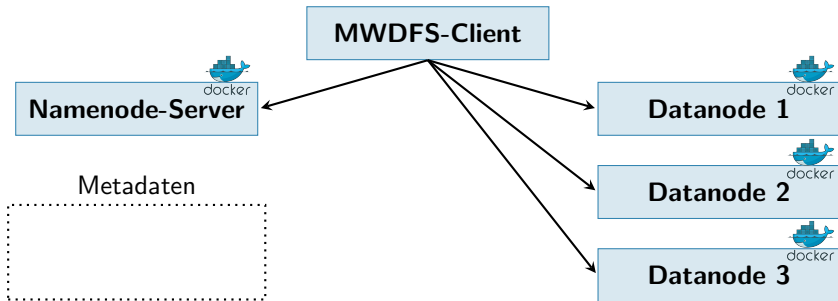 MWDFS-Client
docker
Namenode-Server
docker
Datanode 1
Metadaten
docker
Datanode 2
docker
Datanode 3